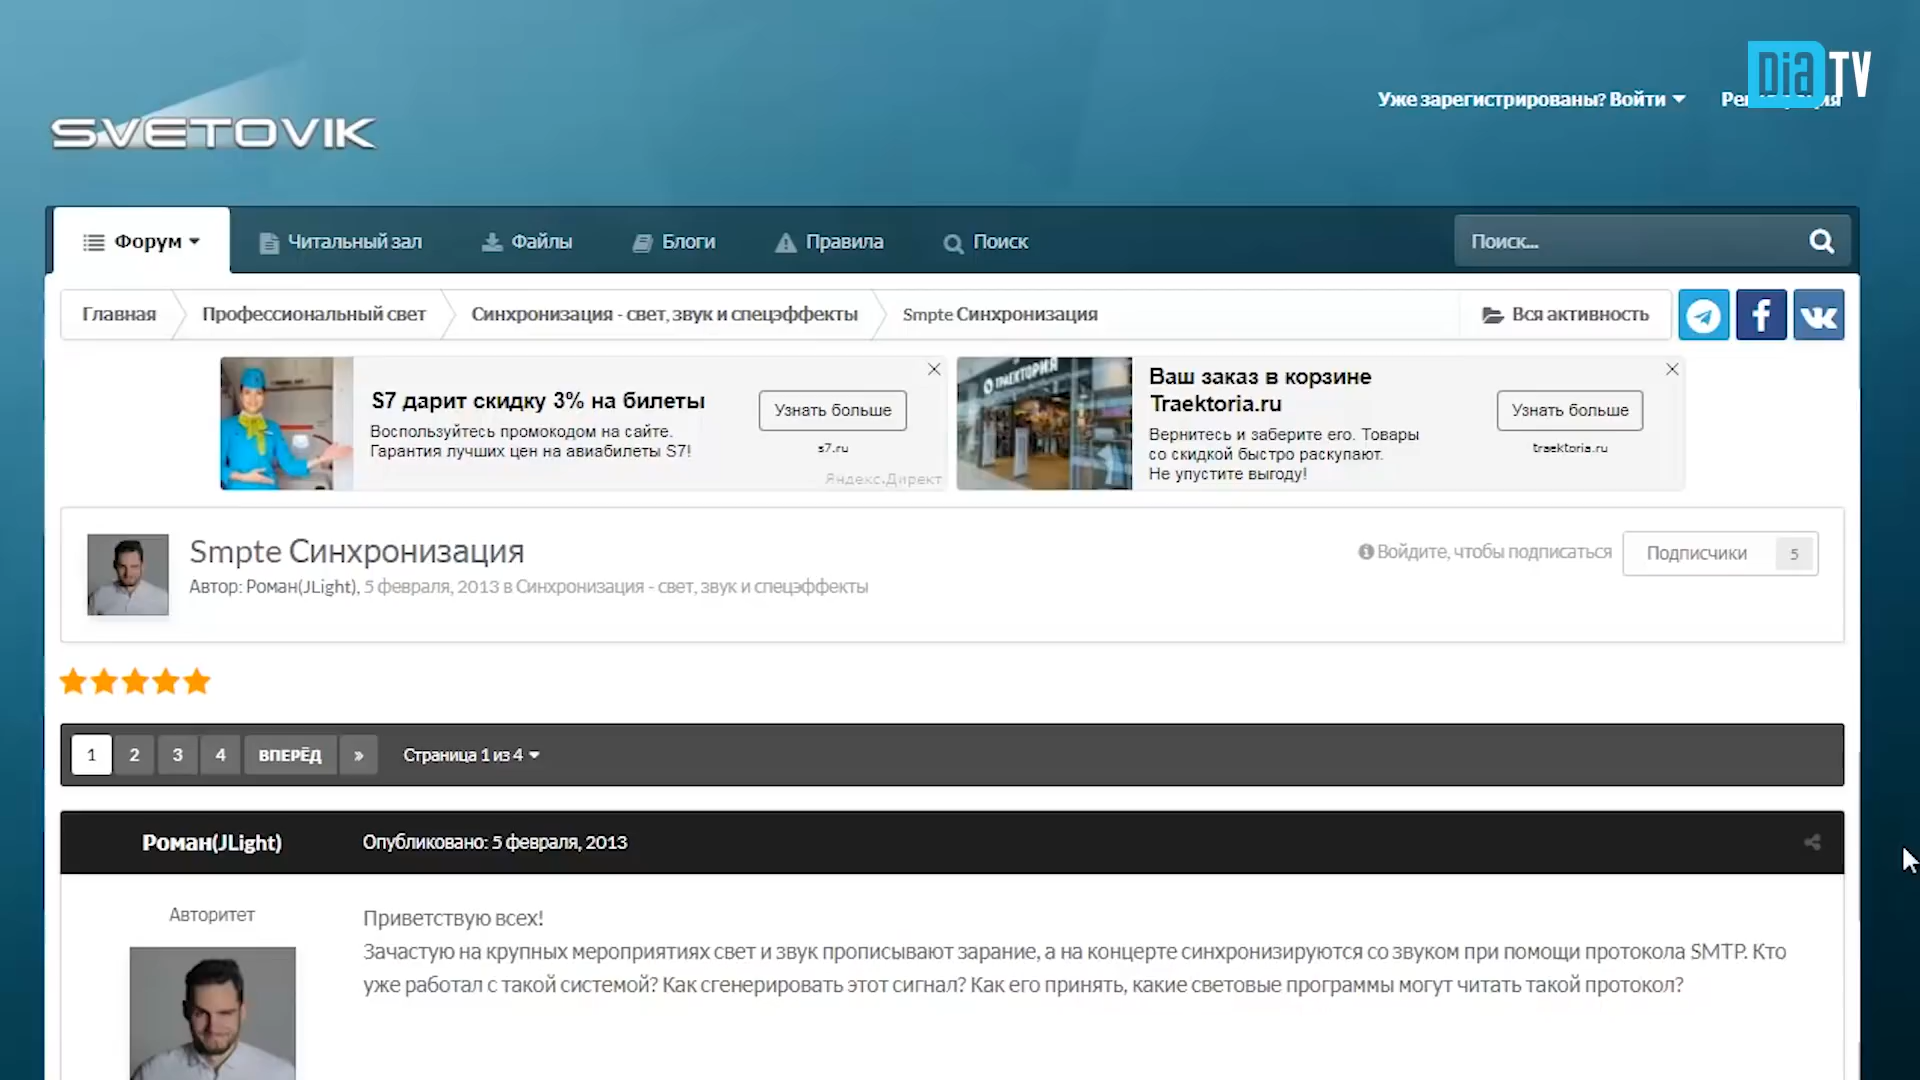 DiA TV
Уже зарегистрированы? Войти
SVETOVIK
Форум
Читальный зал
Файлы
Блоги
Правила
Поиск
Поиск...
Главная
Профессиональный свет
Синхронизация - свет, звук и спецэффекты
Smpte Синхронизация
Вся активность
S7 дарит скидку 3% на билеты
Воспользуйтесь промокодом на сайте.
Гарантия лучших цен на авиабилеты S7!
Узнать больше
s7.ru
Яндекс.Директ
ТРАЕКТОРИЯ
Ваш заказ в корзине
Traektoria.ru
Вернитесь и заберите его. Товары
со скидкой быстро раскупают.
Не упустите выгоду!
Узнать больше
traektoria.ru
Smpte Синхронизация
Автор: Роман(JLight), 5 февраля, 2013 в Синхронизация - свет, звук и спецэффекты
Войдите, чтобы подписаться
Подписчики 5
1 2 3 4 ВПЕРЁД » Страница 1 из 4
Роман(JLight)
Опубликовано: 5 февраля, 2013
Авторитет
Приветствую всех!
Зачастую на крупных мероприятиях свет и звук прописывают зарание, а на концерте синхронизируются со звуком при помощи протокола SMTP. Кто
уже работал с такой системой? Как сгенерировать этот сигнал? Как его принять, какие световые программы могут читать такой протокол?